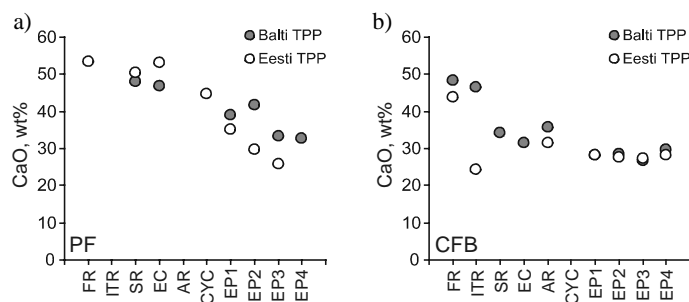 a)
CaO, wt%
60
50
40
30
20
10
0
Balti TPP
Eesti TPP
PF
FR
ITR
SR
EC
AR
CYC
EP1
EP2
EP3
EP4
b)
CaO, wt%
60
50
40
30
20
10
0
Balti TPP
Eesti TPP
CFB
FR
ITR
SR
EC
AR
CYC
EP1
EP2
EP3
EP4